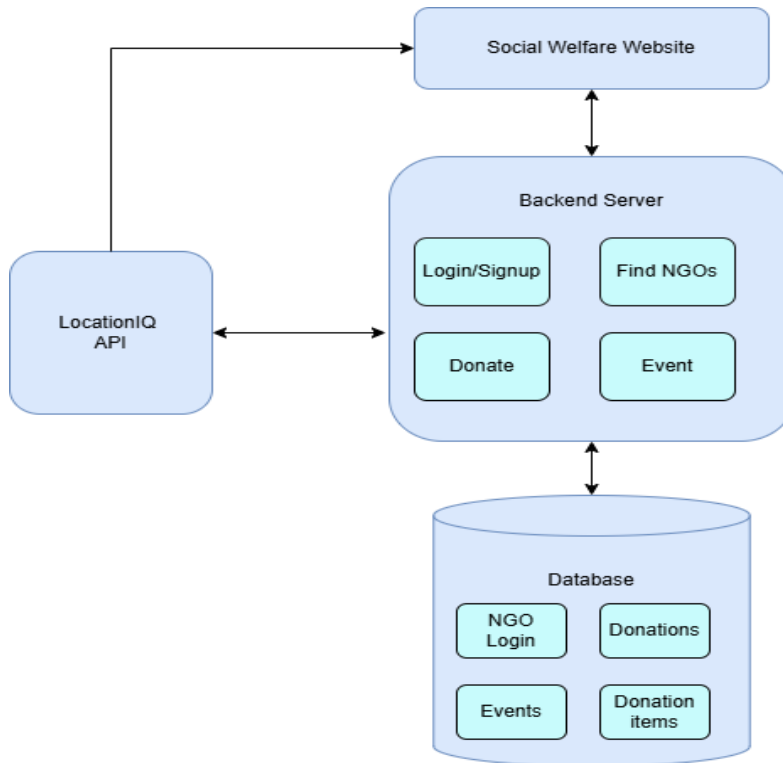 Social Welfare Website
Backend Server
Login/Signup
Find NGOs
LocationIQ
API
Donate
Event
Database
NGO
Login
Donations
Events
Donation
items